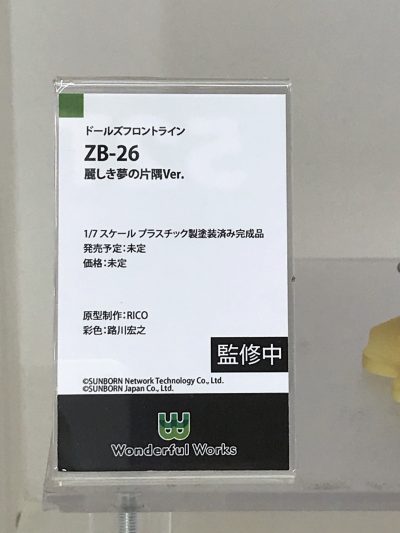 ドールズフロントライン
ZB-26
麗しき夢の片隅Ver.
1/7 スケール プラスチック製塗装済み完成品
発売予定：未定
価格：未定
原型制作：RICO
彩色：路川宏之
監修中
©SUNBORN Network Technology Co., Ltd.
©SUNBORN Japan Co., Ltd.
Wonderful Works